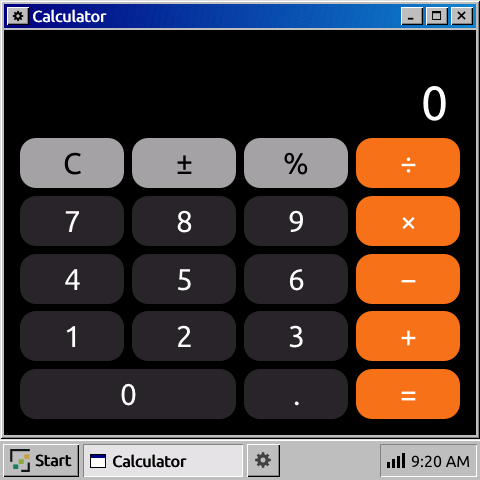 Calculator
0
C ± % ÷
7 8 9 ×
4 5 6 −
1 2 3 +
0 . =
Start Calculator 9:20 AM